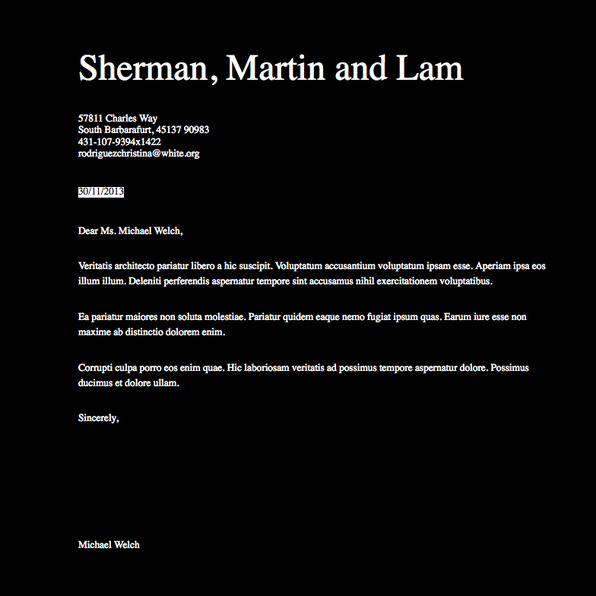 Sherman, Martin and Lam
57811 Charles Way
South Barbarafurt, 45137 90983
431-107-9394x1422
rodriguezchristina@white.org
30/11/2013
Dear Ms. Michael Welch,
Veritatis architecto pariatur libero a hic suscipit. Voluptatum accusantium voluptatum ipsam esse. Aperiam ipsa eos
illum illum. Deleniti perferendis aspernatur tempore sint accusamus nihil exercitationem voluptatibus.
Ea pariatur maiores non soluta molestiae. Pariatur quidem eaque nemo fugiat ipsum quas. Earum iure esse non
maxime ab distinctio dolorem enim.
Corrupti culpa porro eos enim quae. Hic laboriosam veritatis ad possimus tempore aspernatur dolore. Possimus
ducimus et dolore ullam.
Sincerely,
Michael Welch